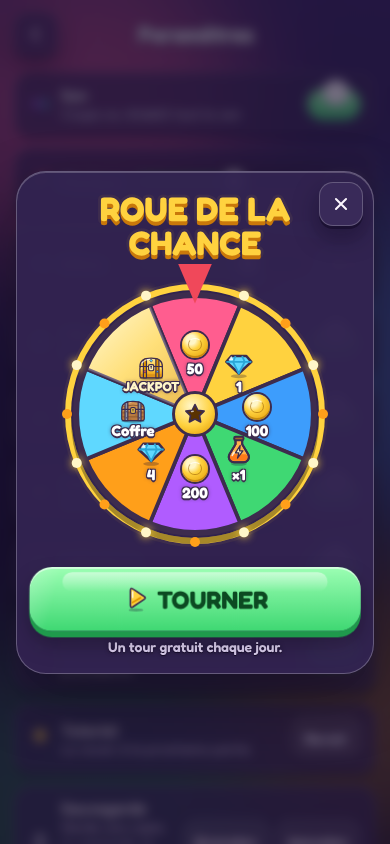 ROUE DE LA
CHANCE
50
1
JACKPOT
Coffre
100
4
×1
200
TOURNER
Un tour gratuit chaque jour.